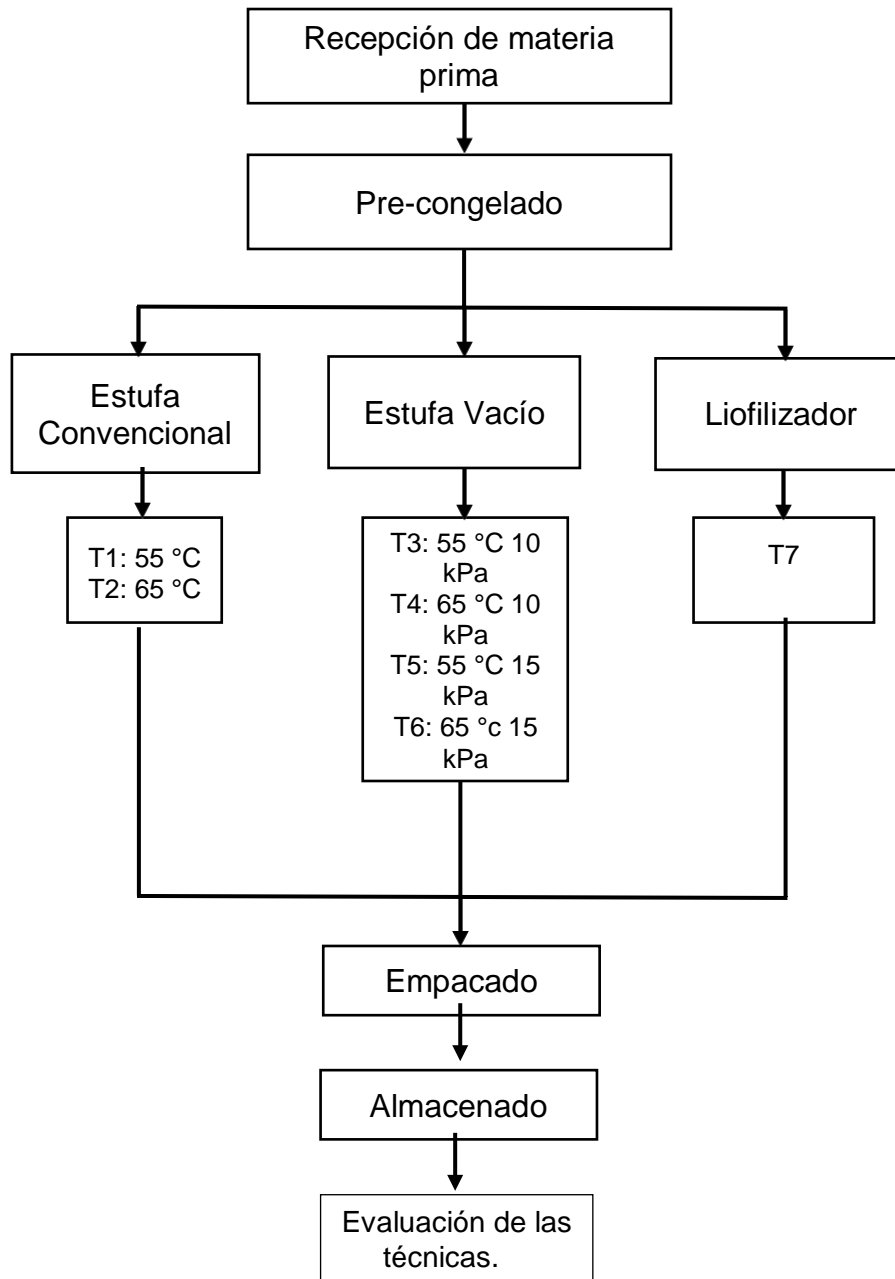 Recepción de materia
prima
Pre-congelado
Estufa
Convencional
Estufa Vacío
Liofilizador
T1: 55 °C
T2: 65 °C
T3: 55 °C 10
kPa
T4: 65 °C 10
kPa
T5: 55 °C 15
kPa
T6: 65 °c 15
kPa
T7
Empacado
Almacenado
Evaluación de las
técnicas.